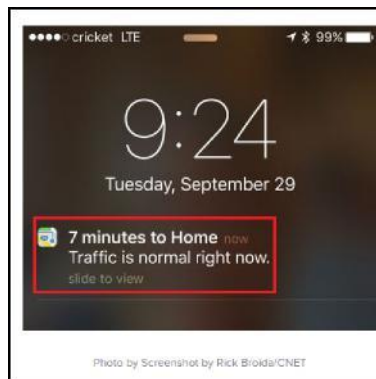 cricket LTE 99%
9:24
Tuesday, September 29
7 minutes to Home now
Traffic is normal right now.
slide to view
Photo by Screenshot by Rick Broida/CNET